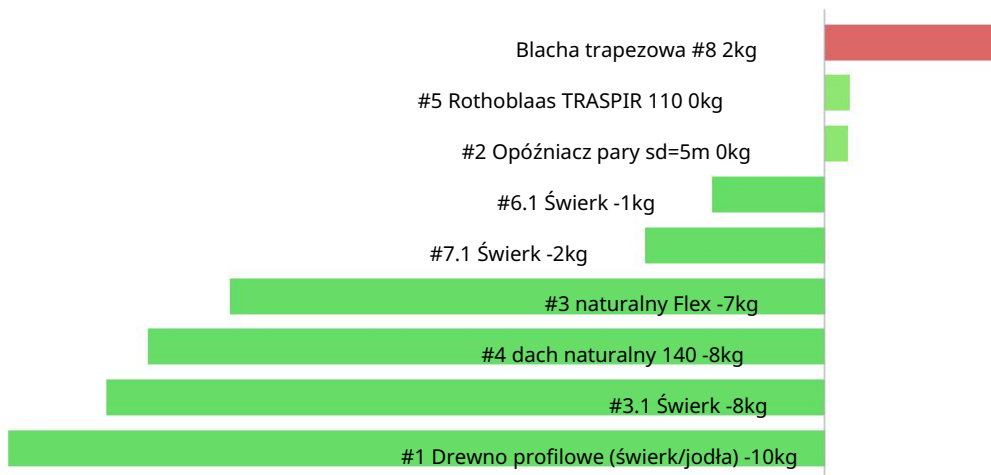 Blacha trapezowa #8 2kg
#5 Rothoblaas TRASPIR 110 0kg
#2 Opóźniacz pary sd=5m 0kg
#6.1 Świerk -1kg
#7.1 Świerk -2kg
#3 naturalny Flex -7kg
#4 dach naturalny 140 -8kg
#3.1 Świerk -8kg
#1 Drewno profilowe (świerk/jodła) -10kg